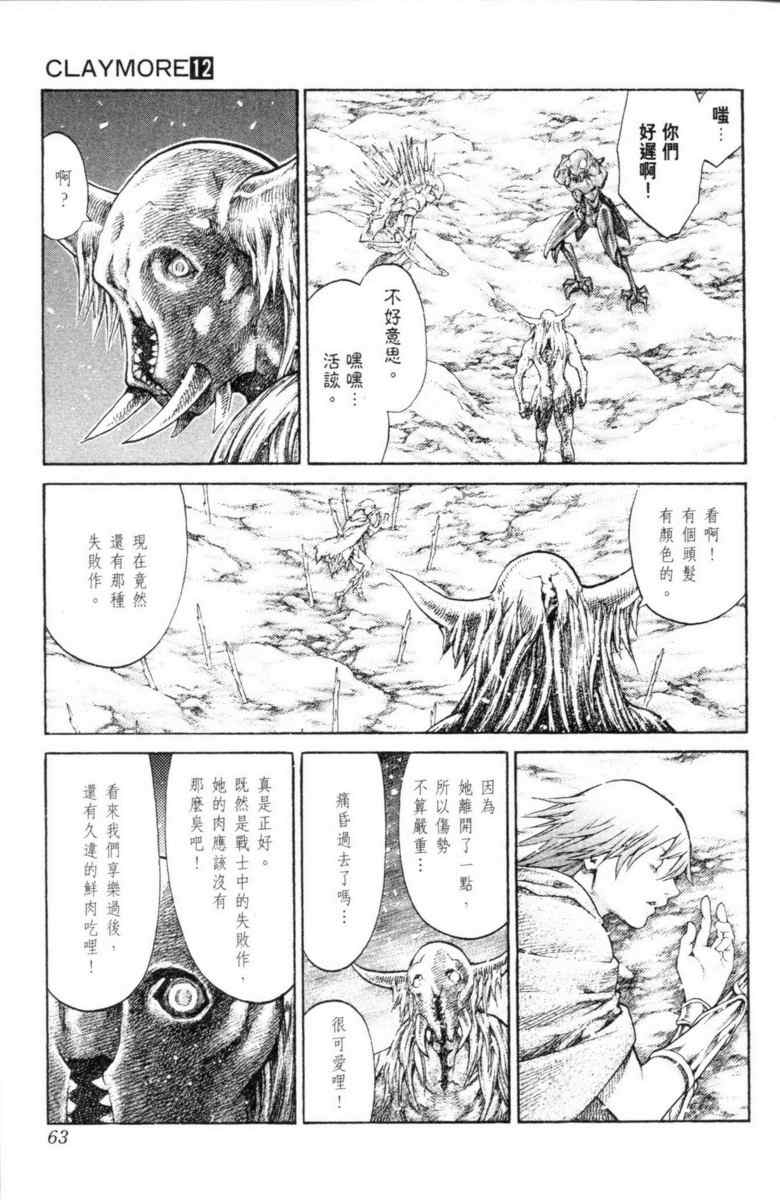 CLAYMORE 12
嗤…
你們
好遲啊！
不好意思。
嘿嘿…
活該。
啊？
看啊！
有個頭髮
有顏色的。
現在竟然
還有那種
失敗作。
因為
她離開了一點，
所以傷勢
不算嚴重…
痛昏過去了嗎…
很可愛哩！
真是正好。
既然是戰士中的失敗作，
她的肉應該沒有
那麼臭吧！
看來我們享樂過後，
還有久違的鮮肉吃哩！
63